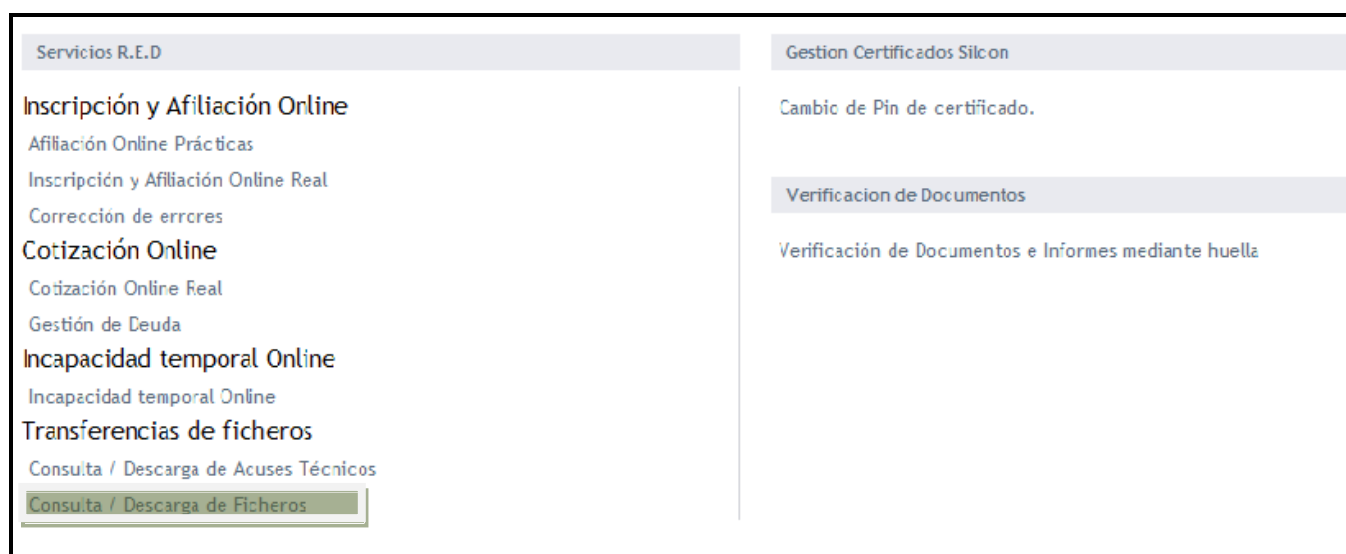 Servicios R.E.D
Inscripción y Afiliación Online
Afiliación Online Prácticas
Inscripción y Afiliación Online Real
Corrección de errores
Cotización Online
Cotización Online Real
Gestión de Deuda
Incapacidad temporal Online
Incapacidad temporal Online
Transferencias de ficheros
Consulta / Descarga de Acuses Técnicos
Consulta / Descarga de Ficheros
Gestion Certificados Silcon
Cambio de Pin de certificado.
Verificacion de Documentos
Verificación de Documentos e Informes mediante huella